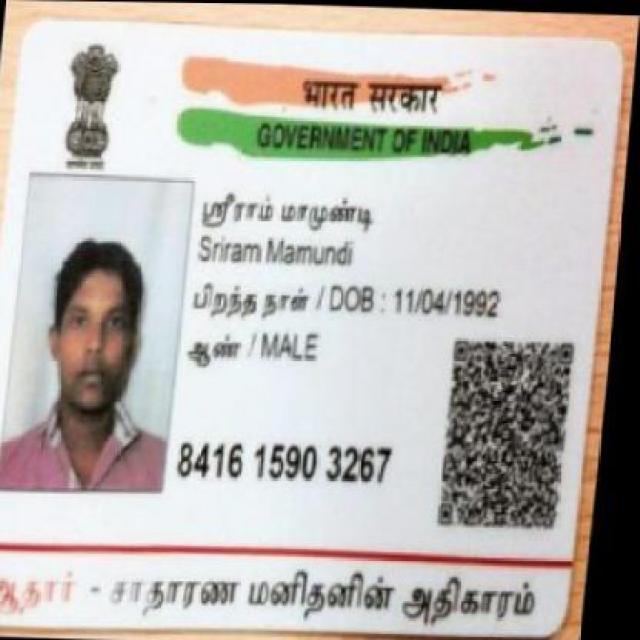 भारत सरकार
GOVERNMENT OF INDIA
ஸ்ரீராம் மாமுண்டி
Sriram Mamundi
பிறந்த நாள் / DOB : 11/04/1992
ஆண் / MALE
8416 1590 3267
ஆதார் - சாதாரண மனிதனின் அதிகாரம்